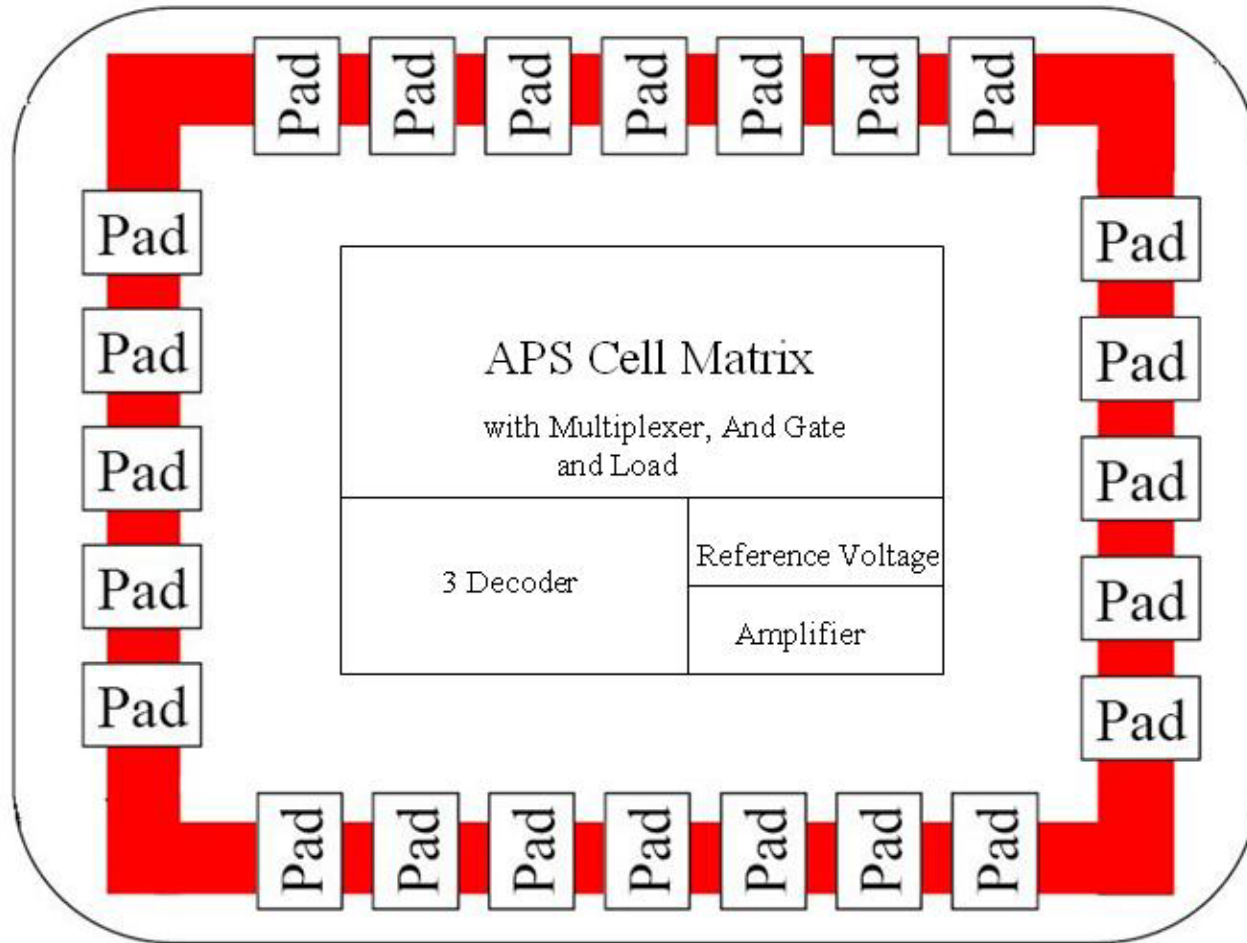 Pad Pad Pad Pad Pad Pad Pad
Pad Pad
Pad Pad
Pad Pad
Pad Pad
Pad Pad
APS Cell Matrix
with Multiplexer, And Gate
and Load
3 Decoder
Reference Voltage
Amplifier
Pad Pad Pad Pad Pad Pad Pad